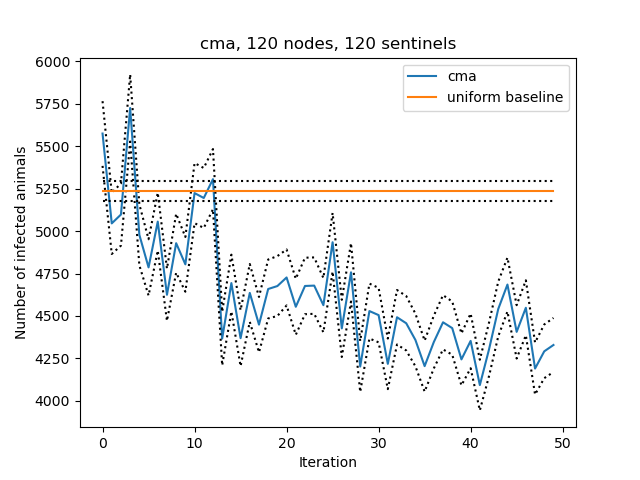 cma, 120 nodes, 120 sentinels
cma
uniform baseline
Number of infected animals
6000
5750
5500
5250
5000
4750
4500
4250
4000
0 10 20 30 40 50
Iteration